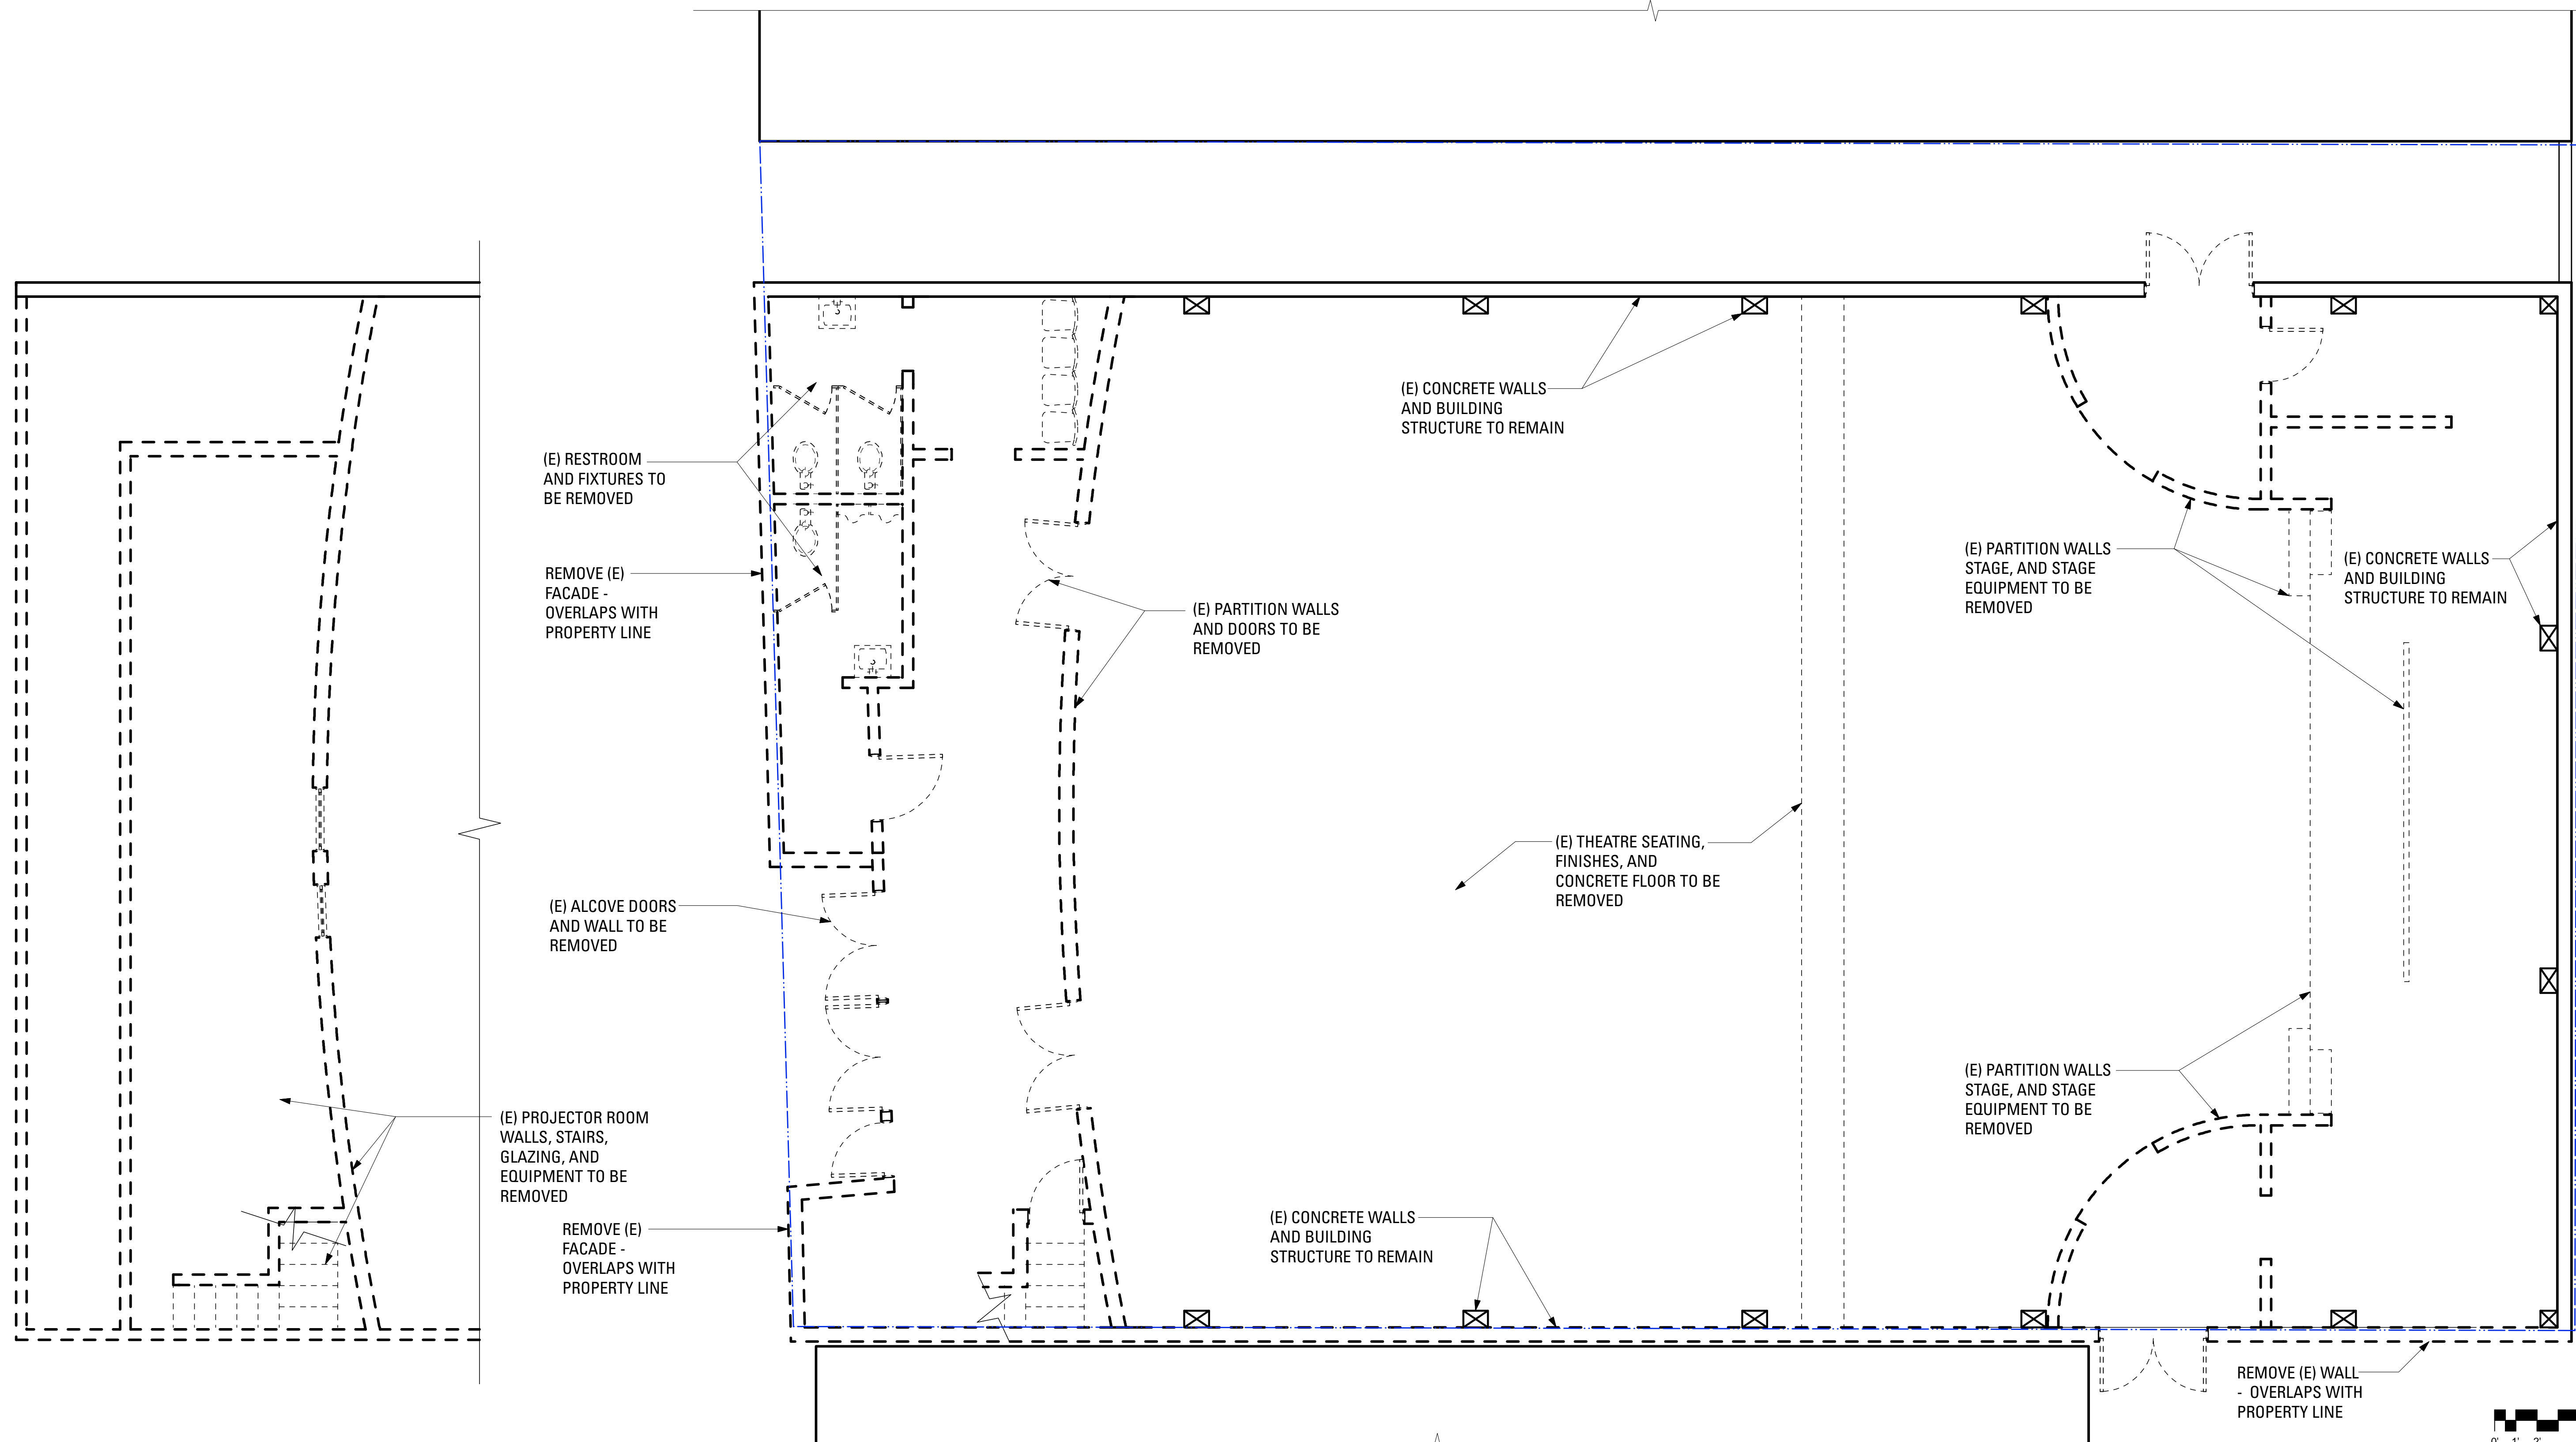 (E) CONCRETE WALLS
AND BUILDING
STRUCTURE TO REMAIN
(E) RESTROOM
AND FIXTURES TO
BE REMOVED
REMOVE (E)
FACADE -
OVERLAPS WITH
PROPERTY LINE
(E) PARTITION WALLS
AND DOORS TO BE
REMOVED
(E) PARTITION WALLS
STAGE, AND STAGE
EQUIPMENT TO BE
REMOVED
(E) CONCRETE WALLS
AND BUILDING
STRUCTURE TO REMAIN
(E) THEATRE SEATING,
FINISHES, AND
CONCRETE FLOOR TO BE
REMOVED
(E) ALCOVE DOORS
AND WALL TO BE
REMOVED
(E) PARTITION WALLS
STAGE, AND STAGE
EQUIPMENT TO BE
REMOVED
(E) PROJECTOR ROOM
WALLS, STAIRS,
GLAZING, AND
EQUIPMENT TO BE
REMOVED
REMOVE (E)
FACADE -
OVERLAPS WITH
PROPERTY LINE
(E) CONCRETE WALLS
AND BUILDING
STRUCTURE TO REMAIN
REMOVE (E) WALL
- OVERLAPS WITH
PROPERTY LINE
0' 1' 2'